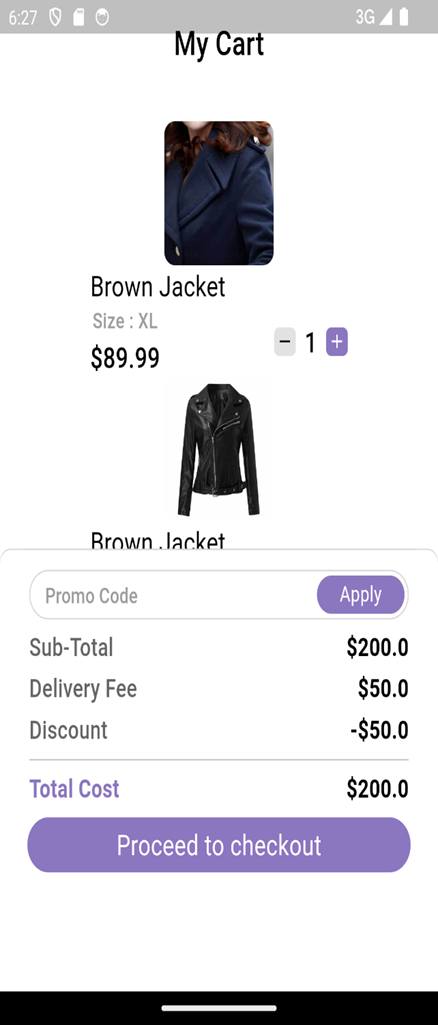 6:27
3G
My Cart
Brown Jacket
Size : XL
$89.99
− 1 +
Brown Jacket
Promo Code
Apply
Sub-Total $200.0
Delivery Fee $50.0
Discount -$50.0
Total Cost $200.0
Proceed to checkout